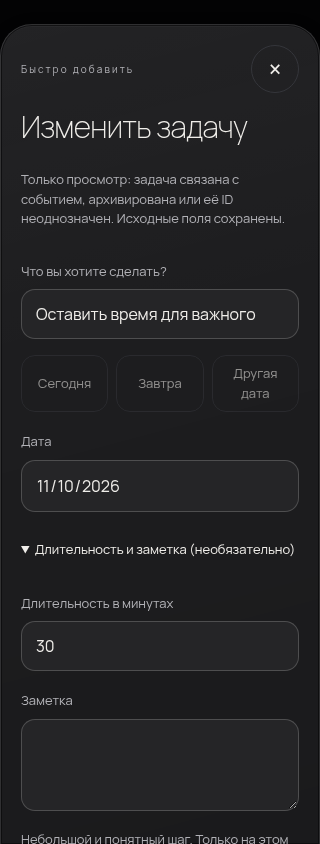 Быстро добавить
×
Изменить задачу
Только просмотр: задача связана с
событием, архивирована или её ID
неоднозначен. Исходные поля сохранены.
Что вы хотите сделать?
Оставить время для важного
Сегодня
Завтра
Другая
дата
Дата
11/10/2026
▼ Длительность и заметка (необязательно)
Длительность в минутах
30
Заметка
Небольшой и понятный шаг. Только на этом